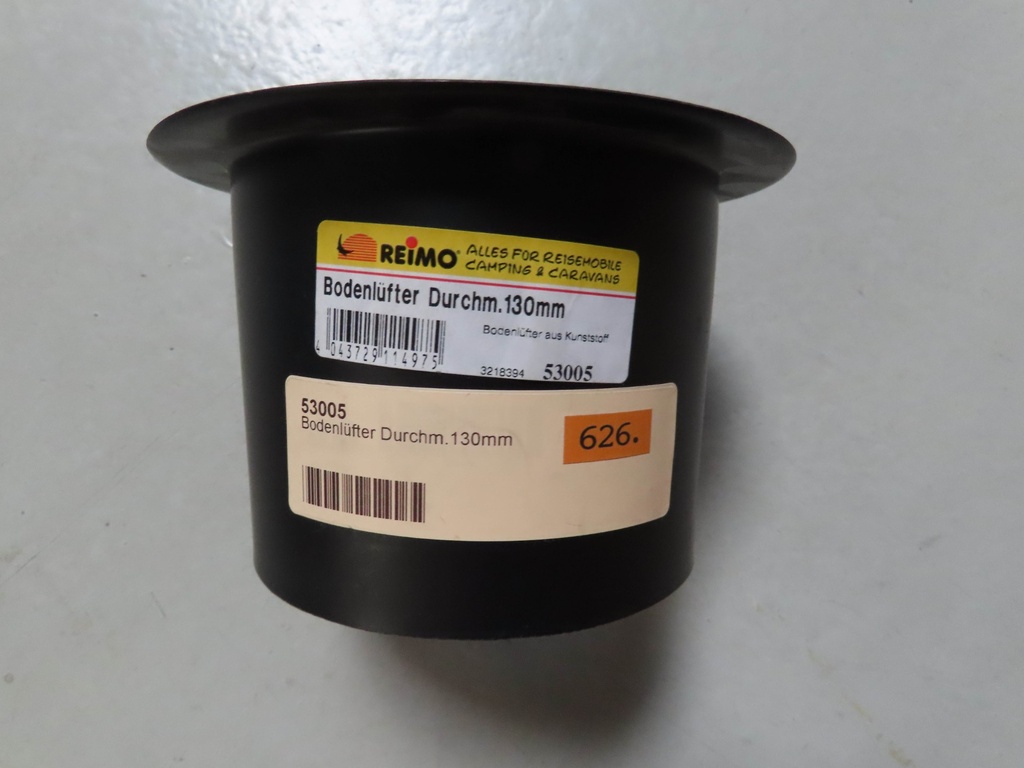 REIMO®
ALLES FÜR REISEMOBILE
CAMPING & CARAVANS
Bodenlüfter Durchm.130mm
Bodenlüfter aus Kunststoff
4 043729 114975
3218394 53005
53005
Bodenlüfter Durchm.130mm
626.